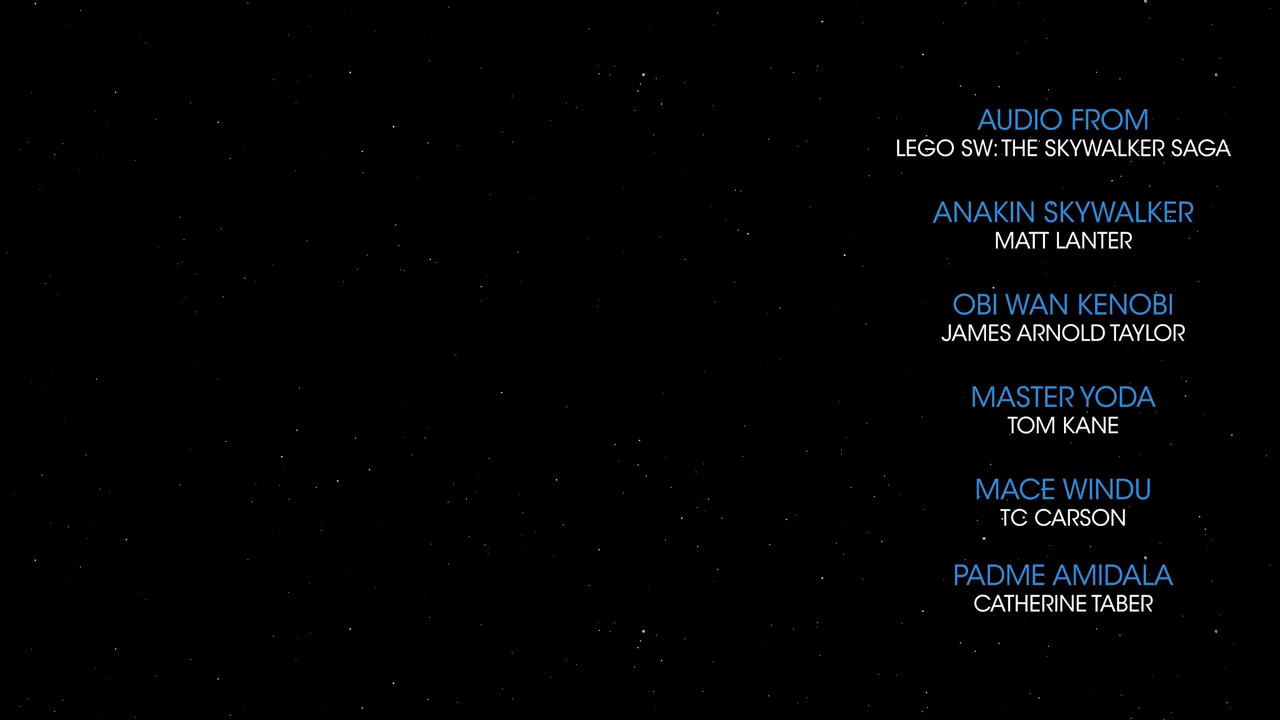 AUDIO FROM
LEGO SW: THE SKYWALKER SAGA
ANAKIN SKYWALKER
MATT LANTER
OBI WAN KENOBI
JAMES ARNOLD TAYLOR
MASTER YODA
TOM KANE
MACE WINDU
TC CARSON
PADME AMIDALA
CATHERINE TABER